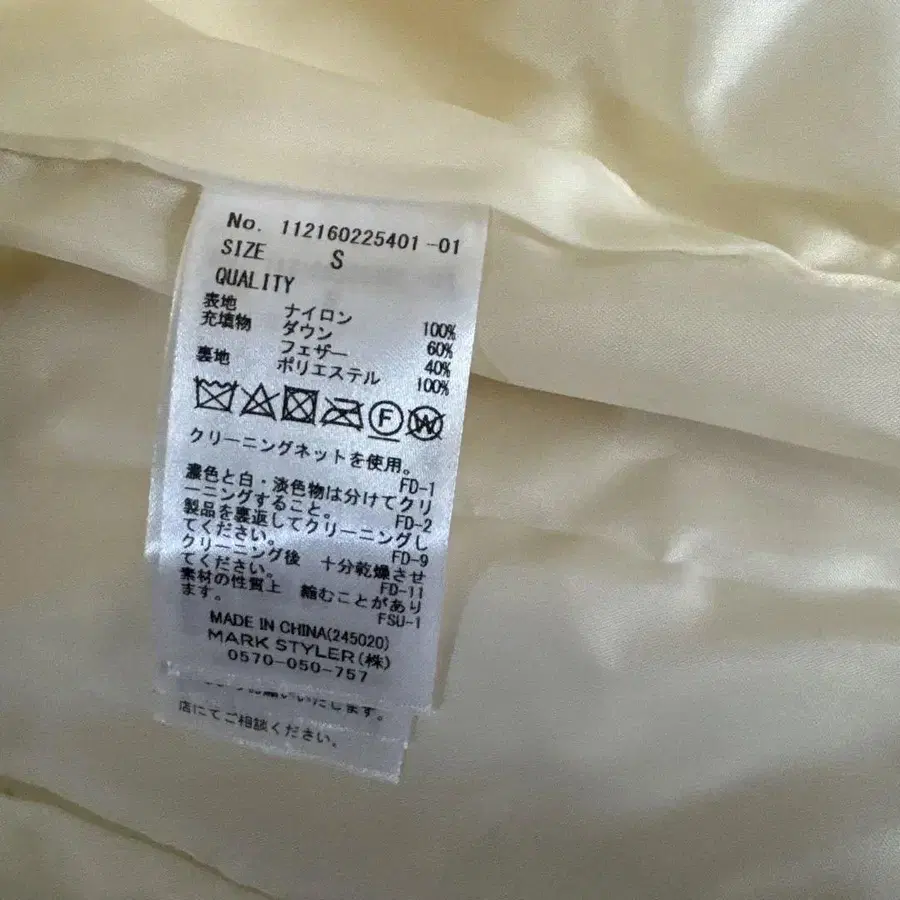 No. 112160225401-01
SIZE S
QUALITY
表地 ナイロン 100%
充填物 ダウン 60%
フェザー 40%
裏地 ポリエステル 100%
F W
クリーニングネットを使用。
FD-1
濃色と白・淡色物は分けてクリ
ーニングすること。 FD-2
製品を裏返してクリーニングし
てください。 FD-9
クリーニング後 十分乾燥させ
てください。 FD-11
素材の性質上 縮むことがあり
ます。 FSU-1
MADE IN CHINA(245020)
MARK STYLER(株)
0570-050-757
いたします。
店にてご相談ください。